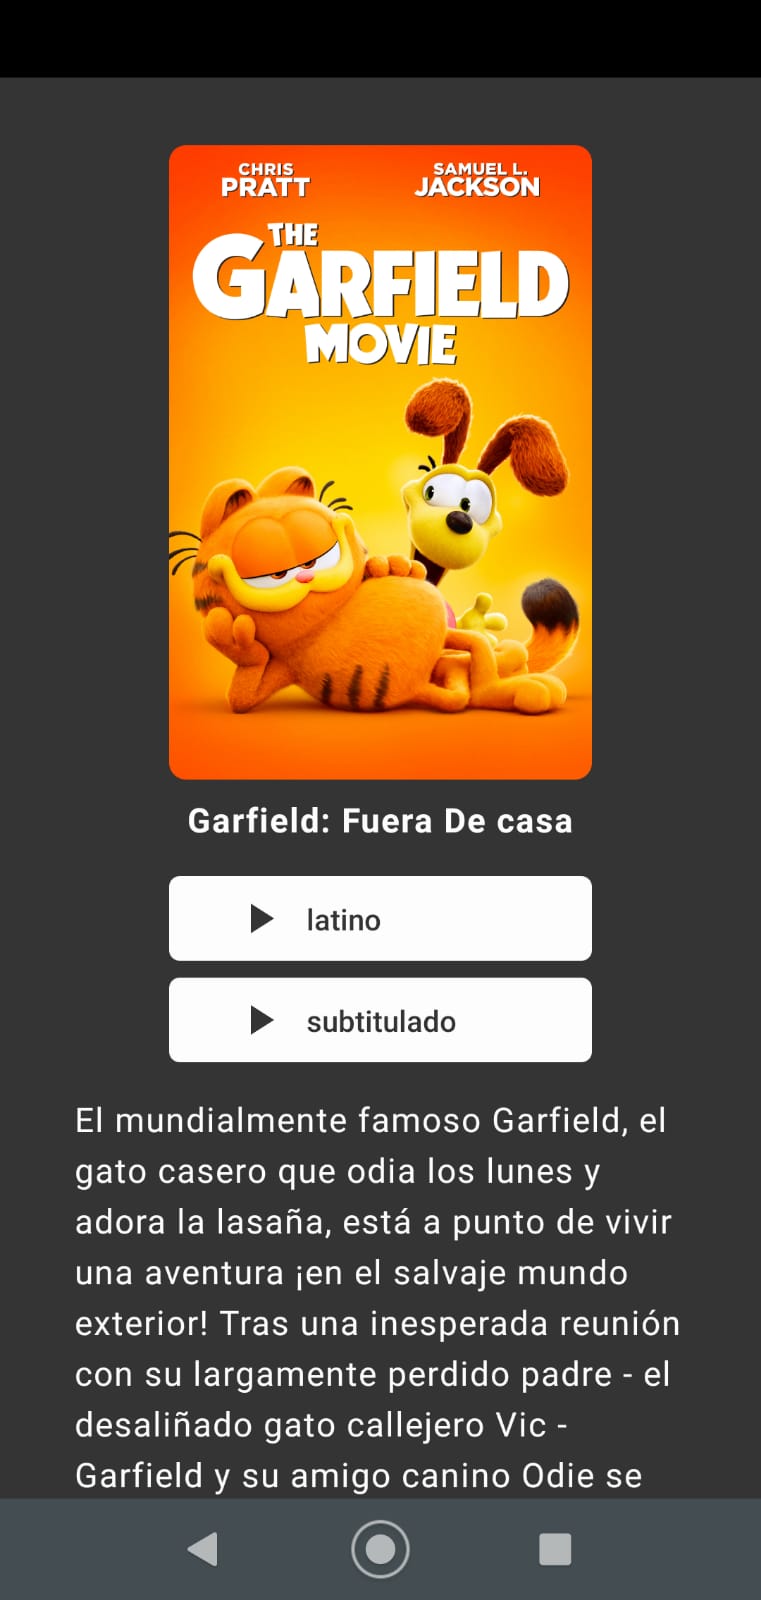 CHRIS
PRATT
SAMUEL L.
JACKSON
THE
GARFIELD
MOVIE
Garfield: Fuera De casa
latino
subtitulado
El mundialmente famoso Garfield, el
gato casero que odia los lunes y
adora la lasaña, está a punto de vivir
una aventura ¡en el salvaje mundo
exterior! Tras una inesperada reunión
con su largamente perdido padre - el
desaliñado gato callejero Vic -
Garfield y su amigo canino Odie se